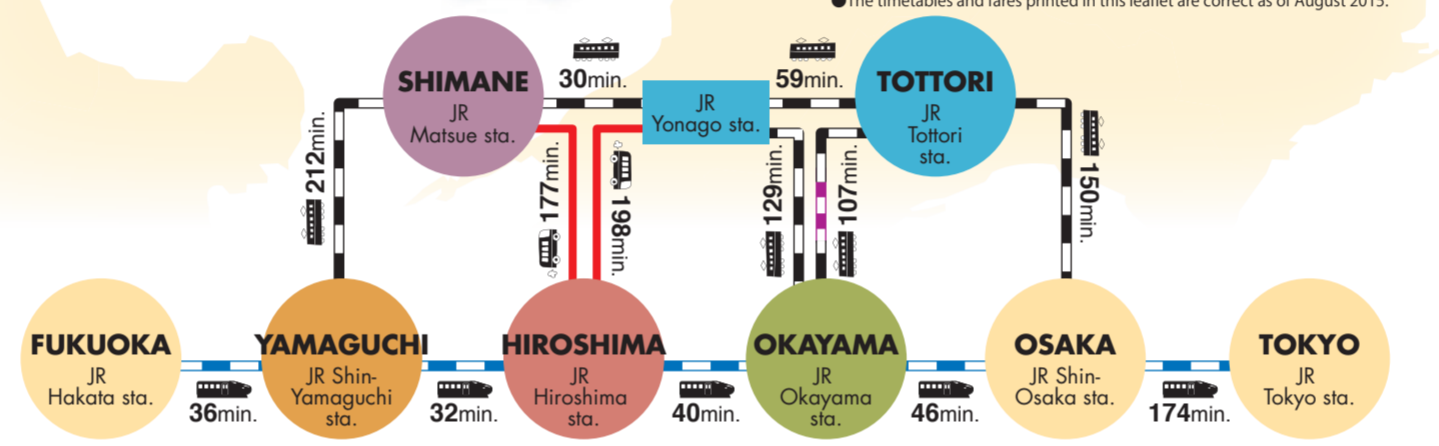 ●The timetables and fares printed in this leaflet are correct as of August 2015.
SHIMANE
JR
Matsue sta.
30min.
JR
Yonago sta.
59min.
TOTTORI
JR
Tottori
sta.
212min.
177min.
198min.
129min.
107min.
150min.
FUKUOKA
JR
Hakata sta.
36min.
YAMAGUCHI
JR Shin-
Yamaguchi
sta.
32min.
HIROSHIMA
JR
Hiroshima
sta.
40min.
OKAYAMA
JR
Okayama
sta.
46min.
OSAKA
JR Shin-
Osaka sta.
174min.
TOKYO
JR
Tokyo sta.